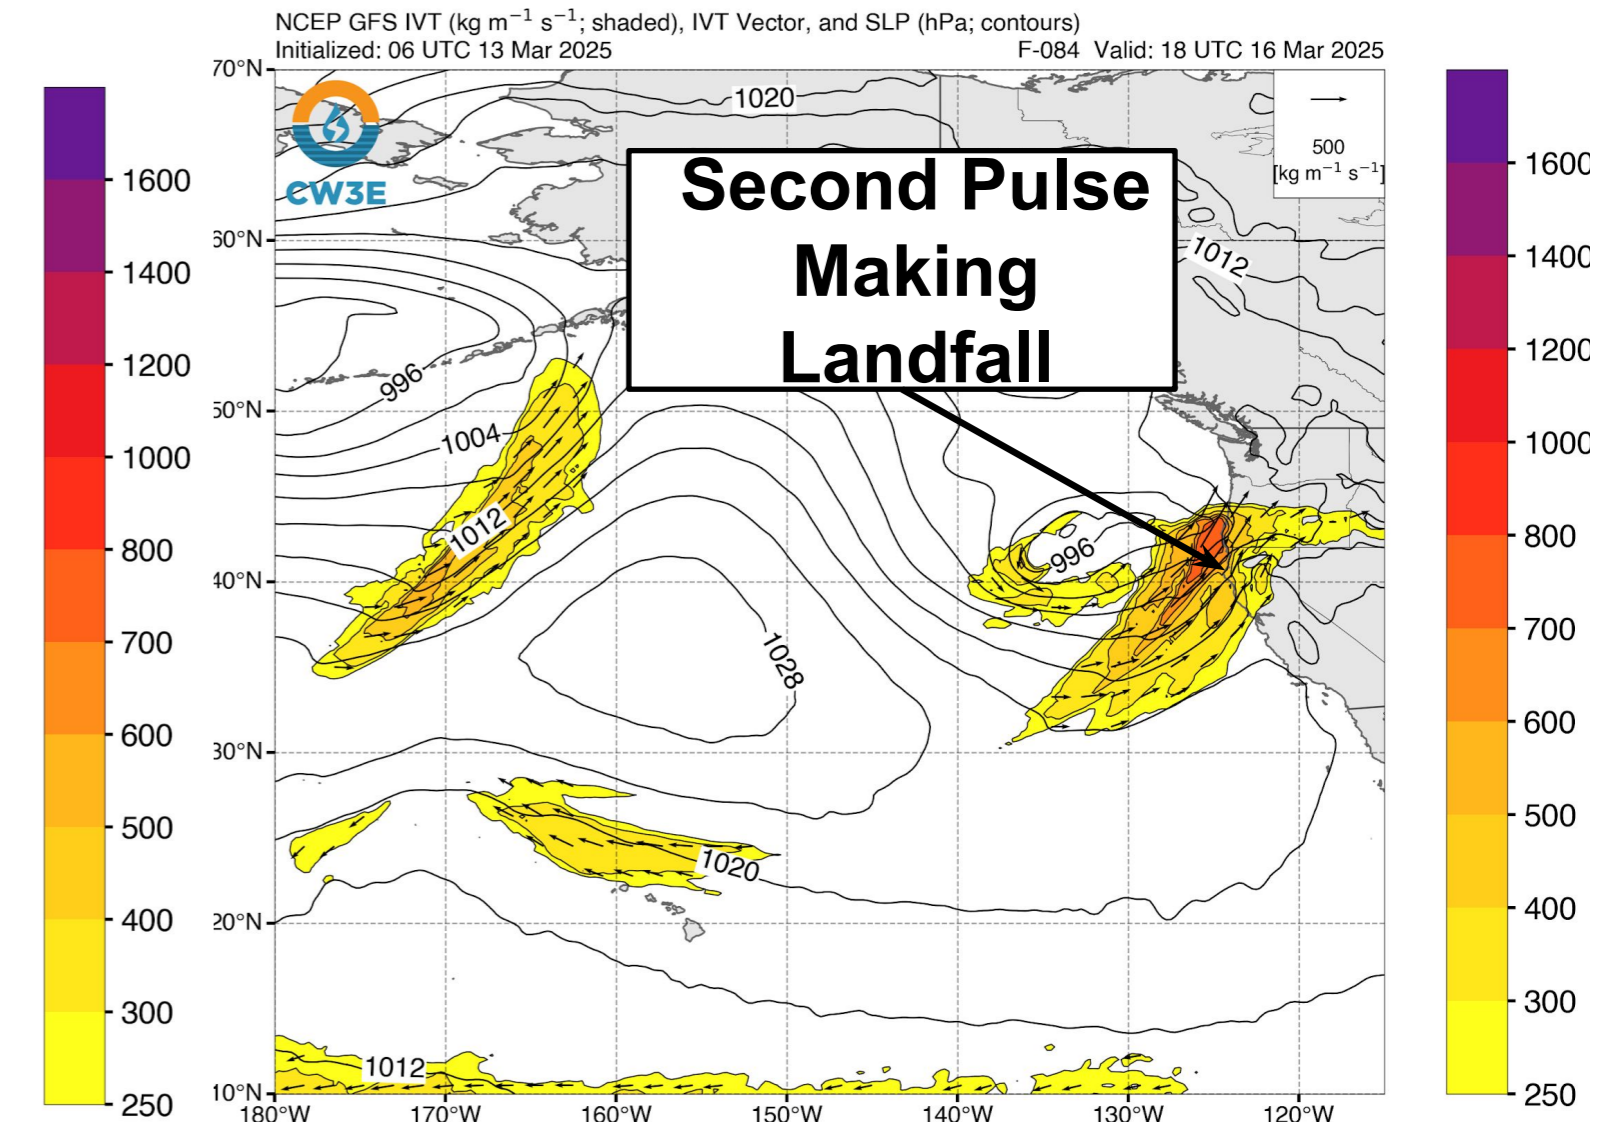 NCEP GFS IVT (kg m⁻¹ s⁻¹; shaded), IVT Vector, and SLP (hPa; contours)
Initialized: 06 UTC 13 Mar 2025 F-084 Valid: 18 UTC 16 Mar 2025
CW3E
Second Pulse
Making
Landfall
500
[kg m⁻¹ s⁻¹]
1020
1012
996
1004
1012
996
1028
1020
1012
70°N
60°N
50°N
40°N
30°N
20°N
10°N
180°W 170°W 160°W 150°W 140°W 130°W 120°W
1600
1400
1200
1000
800
700
600
500
400
300
250
1600
1400
1200
1000
800
700
600
500
400
300
250